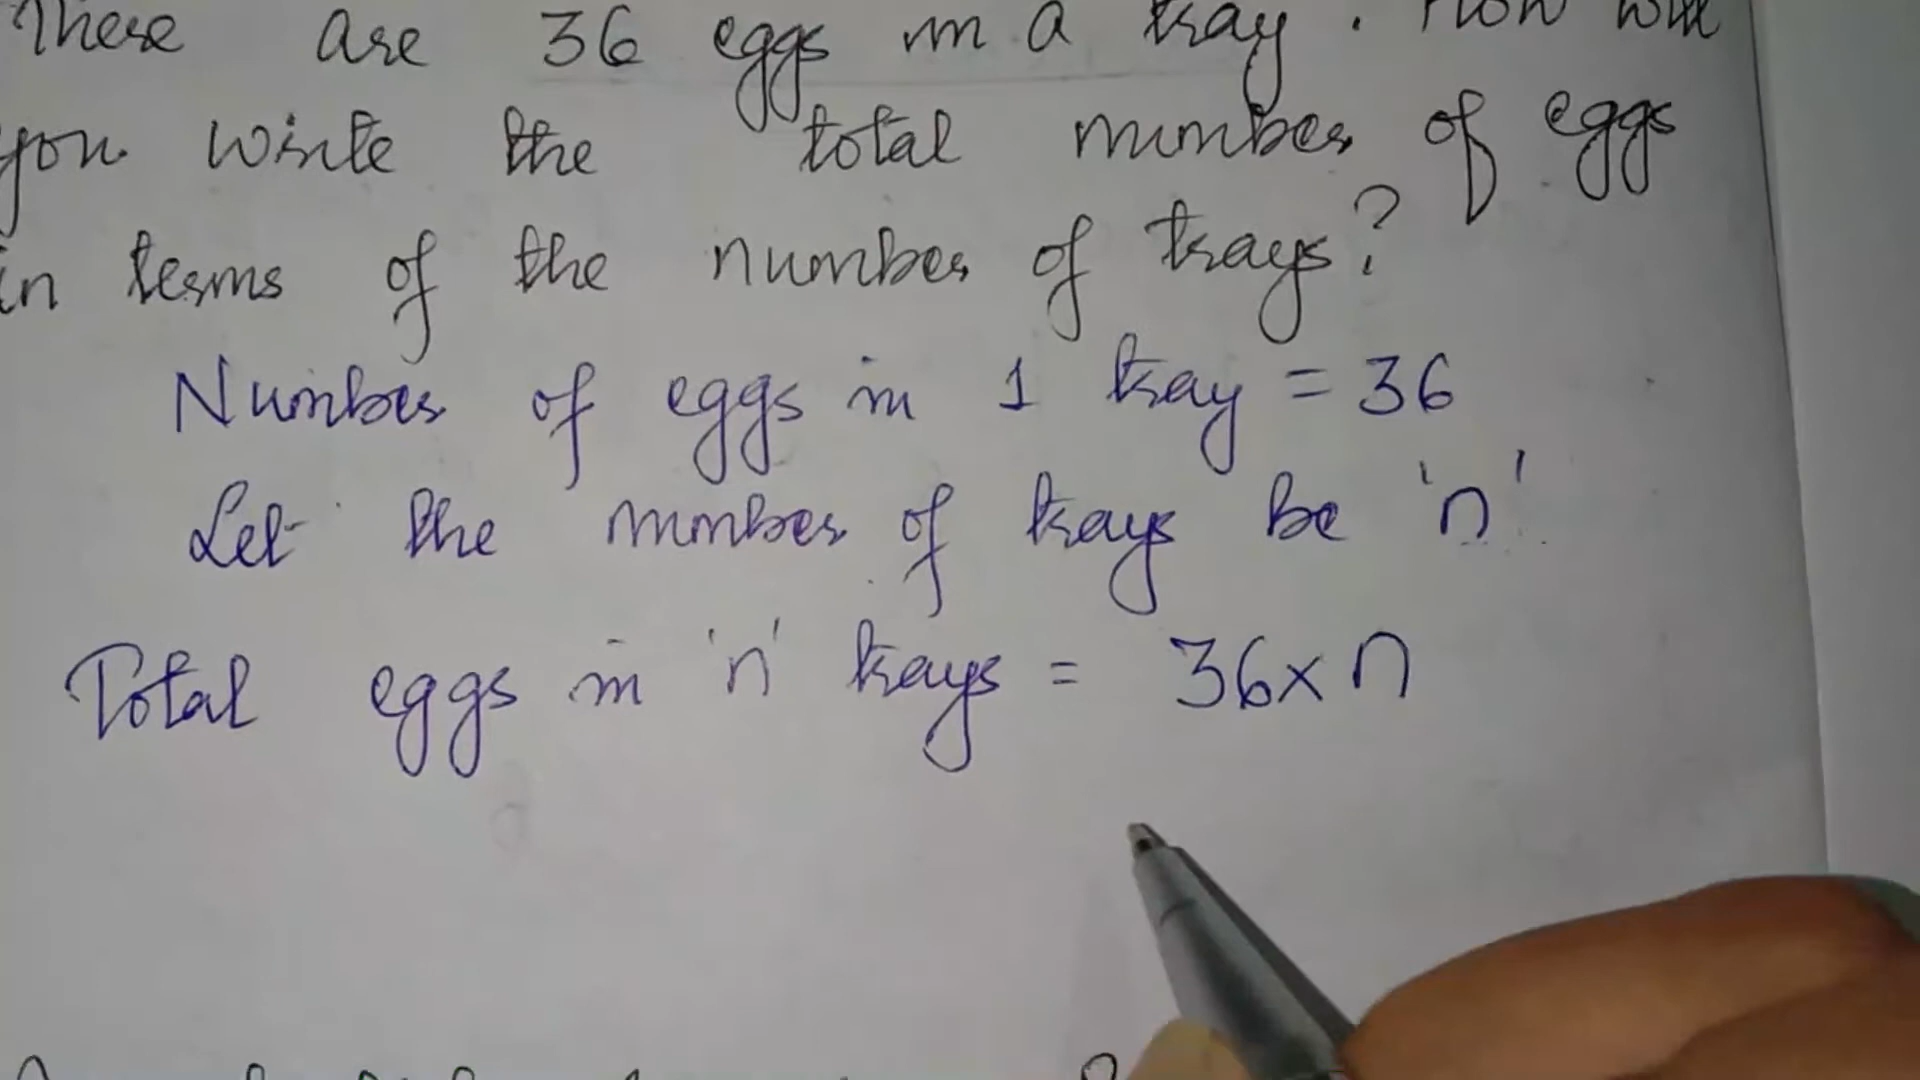 There are 36 eggs in a tray. How will
you write the total number of eggs
in terms of the number of trays?
Number of eggs in 1 tray = 36
Let the number of trays be 'n'
Total eggs in 'n' trays = 36 × n